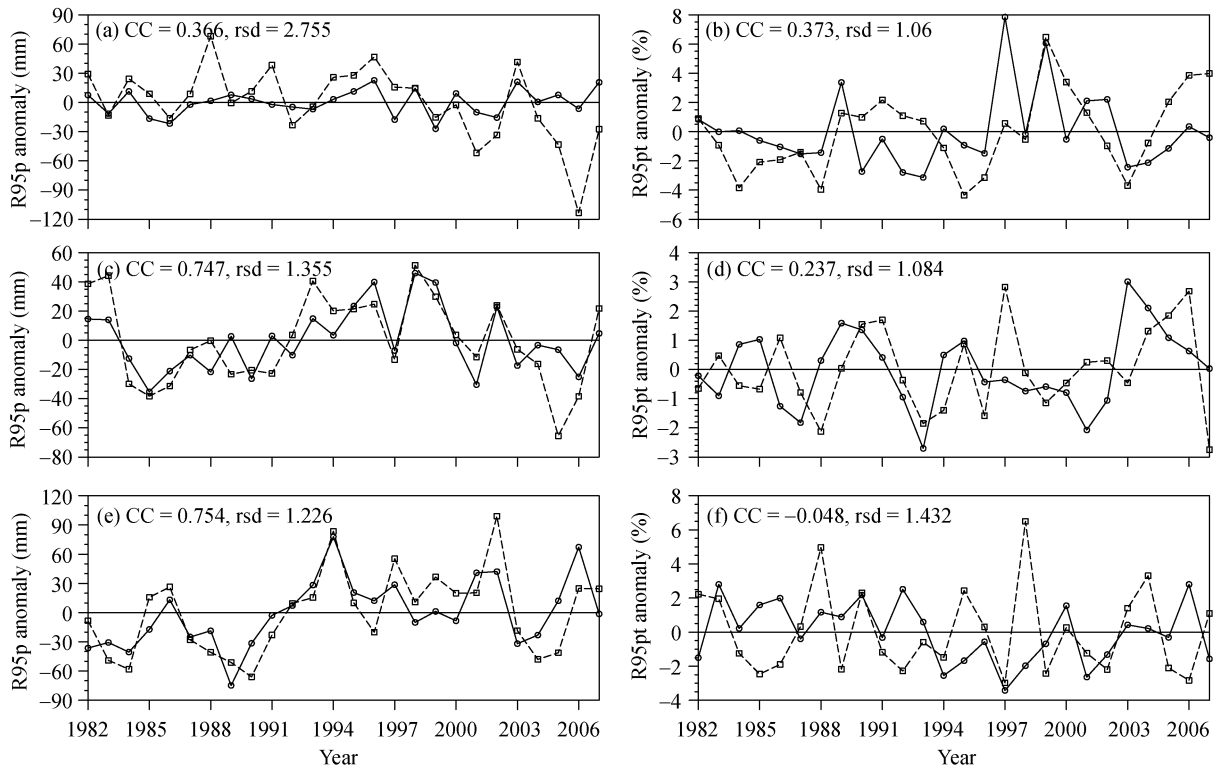 (a) CC = 0.366, rsd = 2.755
R95p anomaly (mm)
90
60
30
0
–30
–60
–90
–120
(b) CC = 0.373, rsd = 1.06
R95pt anomaly (%)
8
6
4
2
0
–2
–4
–6
(c) CC = 0.747, rsd = 1.355
R95p anomaly (mm)
60
40
20
0
–20
–40
–60
–80
(d) CC = 0.237, rsd = 1.084
R95pt anomaly (%)
4
3
2
1
0
–1
–2
–3
(e) CC = 0.754, rsd = 1.226
R95p anomaly (mm)
120
90
60
30
0
–30
–60
–90
1982 1985 1988 1991 1994 1997 2000 2003 2006
Year
(f) CC = –0.048, rsd = 1.432
R95pt anomaly (%)
8
6
4
2
0
–2
–4
1982 1985 1988 1991 1994 1997 2000 2003 2006
Year